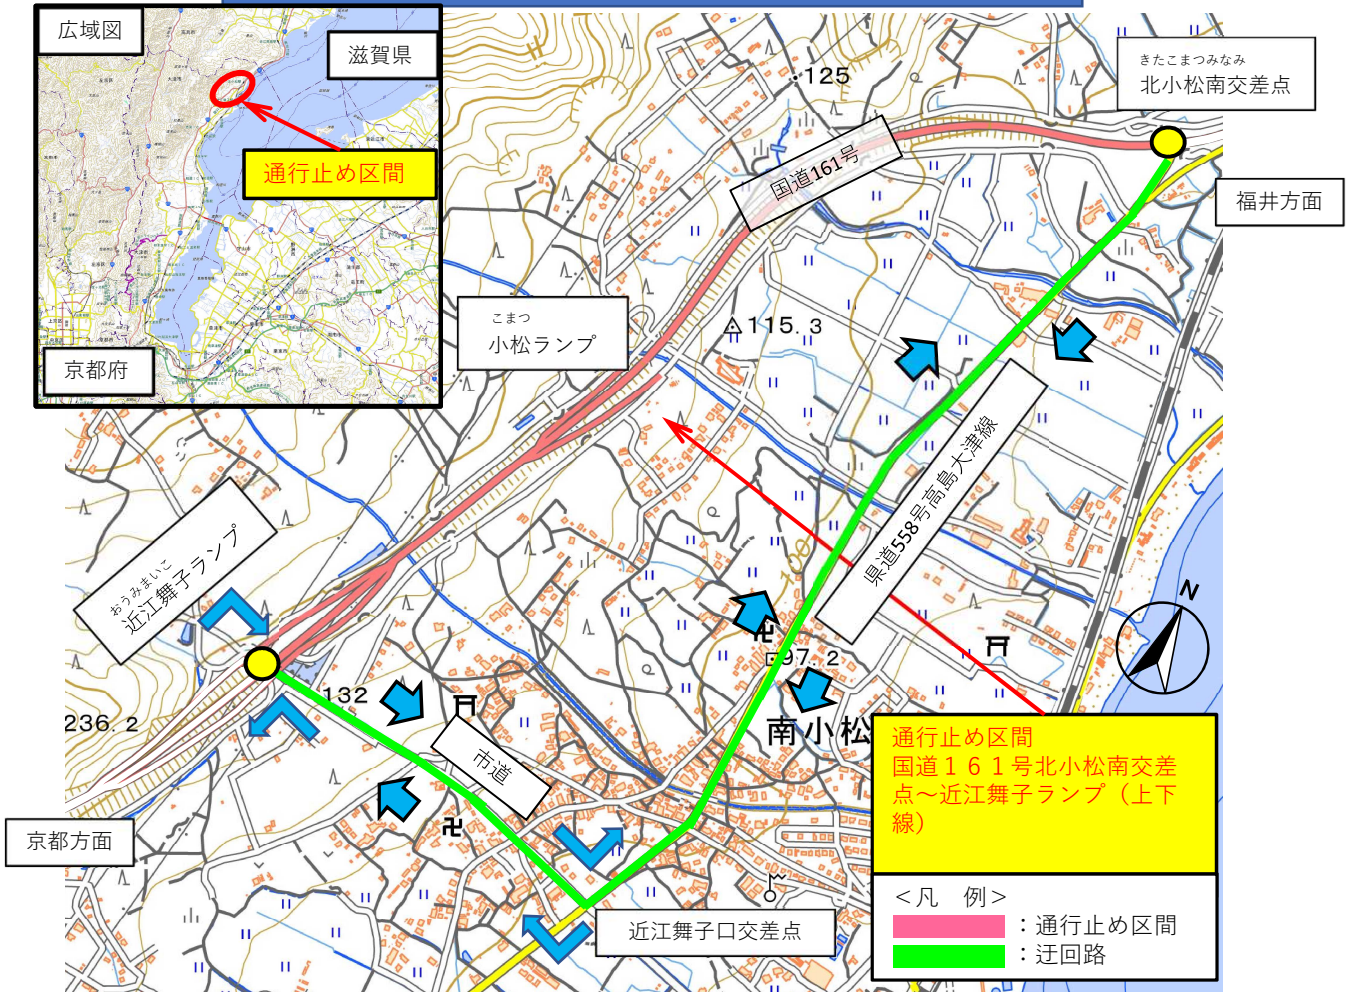 広域図
滋賀県
通行止め区間
京都府
きたこまつみなみ
北小松南交差点
125
国道161号
福井方面
こまつ
小松ランプ
115.3
県道558号高島大津線
おうみまいこ
近江舞子ランプ
100
97.2
132
236.2
南小松
市道
京都方面
近江舞子口交差点
N
通行止め区間
国道161号北小松南交差
点~近江舞子ランプ(上下
線)
<凡 例>
:通行止め区間
:迂回路